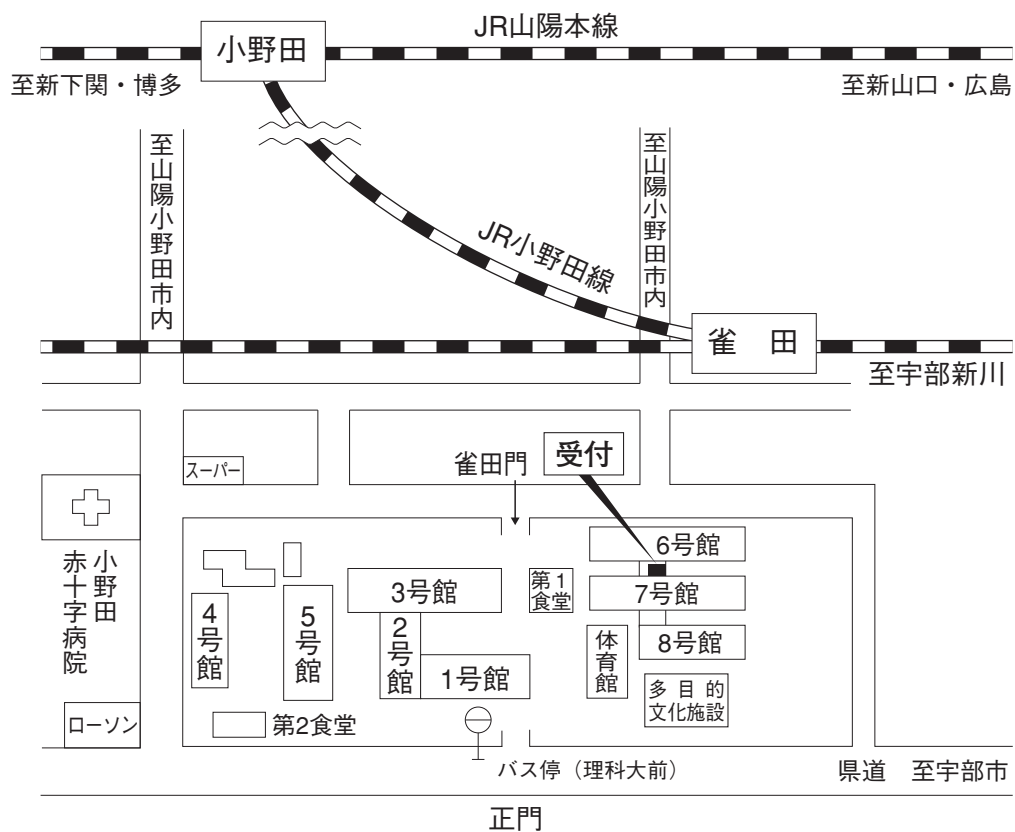 JR山陽本線
小野田
至新下関・博多
至新山口・広島
至山陽小野田市内
至山陽小野田市内
JR小野田線
雀　田
至宇部新川
スーパー
雀田門
受付
小野田
赤十字病院
6号館
3号館
第1
食堂
7号館
4号館
5号館
2号館
体育館
8号館
1号館
多目的
文化施設
ローソン
第2食堂
バス停（理科大前）
県道　至宇部市
正門